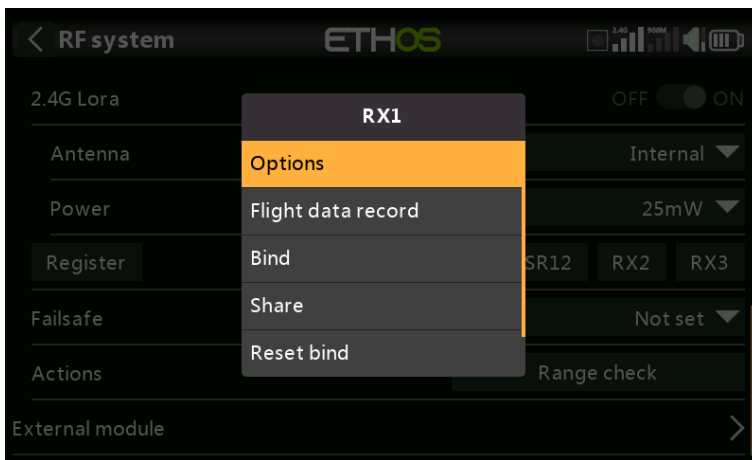 RF system ETHOS 2.4G 900M
2.4G Lora OFF ON
RX1
Antenna Internal
Options
Power 25mW
Flight data record
Register SR12 RX2 RX3
Bind
Failsafe Not set
Share
Reset bind
Actions Range check
External module